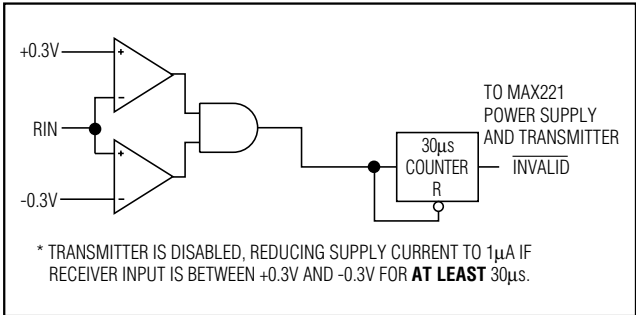 +0.3V
RIN
-0.3V
+
-
+
-
30µs
COUNTER
R
TO MAX221
POWER SUPPLY
AND TRANSMITTER
INVALID
* TRANSMITTER IS DISABLED, REDUCING SUPPLY CURRENT TO 1µA IF
RECEIVER INPUT IS BETWEEN +0.3V AND -0.3V FOR AT LEAST 30µs.